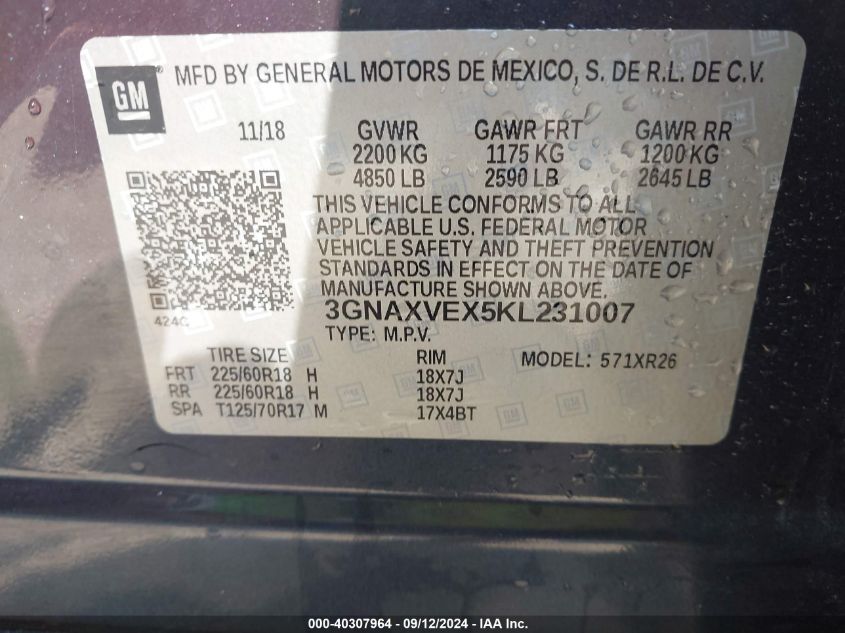 GM
MFD BY GENERAL MOTORS DE MEXICO, S. DE R.L. DE C.V.
11/18 GVWR GAWR FRT GAWR RR
2200 KG 1175 KG 1200 KG
4850 LB 2590 LB 2645 LB
THIS VEHICLE CONFORMS TO ALL
APPLICABLE U.S. FEDERAL MOTOR
VEHICLE SAFETY AND THEFT PREVENTION
STANDARDS IN EFFECT ON THE DATE OF
MANUFACTURE SHOWN ABOVE.
424C
3GNAXVEX5KL231007
TYPE: M.P.V.
TIRE SIZE RIM MODEL: 571XR26
FRT 225/60R18 H 18X7J
RR 225/60R18 H 18X7J
SPA T125/70R17 M 17X4BT
000-40307964 - 09/12/2024 - IAA Inc.